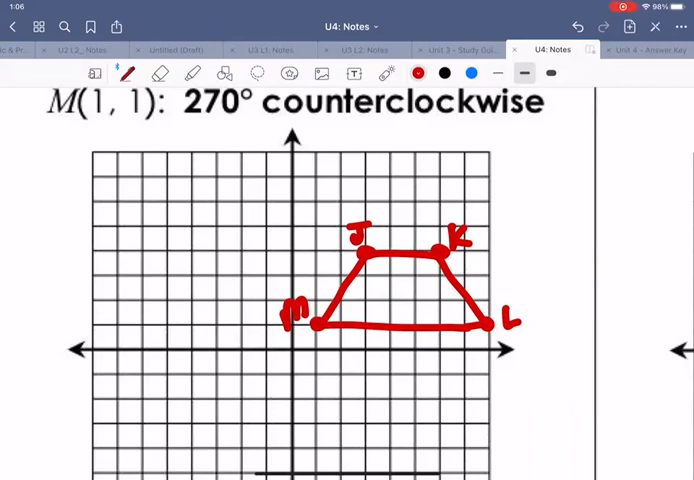 1:06
98%
U4: Notes
U2 L2_ Notes
Untitled (Draft)
U3 L1: Notes
U3 L2: Notes
Unit 3 - Study Gui...
U4: Notes
Unit 4 - Answer Key
M(1, 1): 270° counterclockwise
J
K
M
L